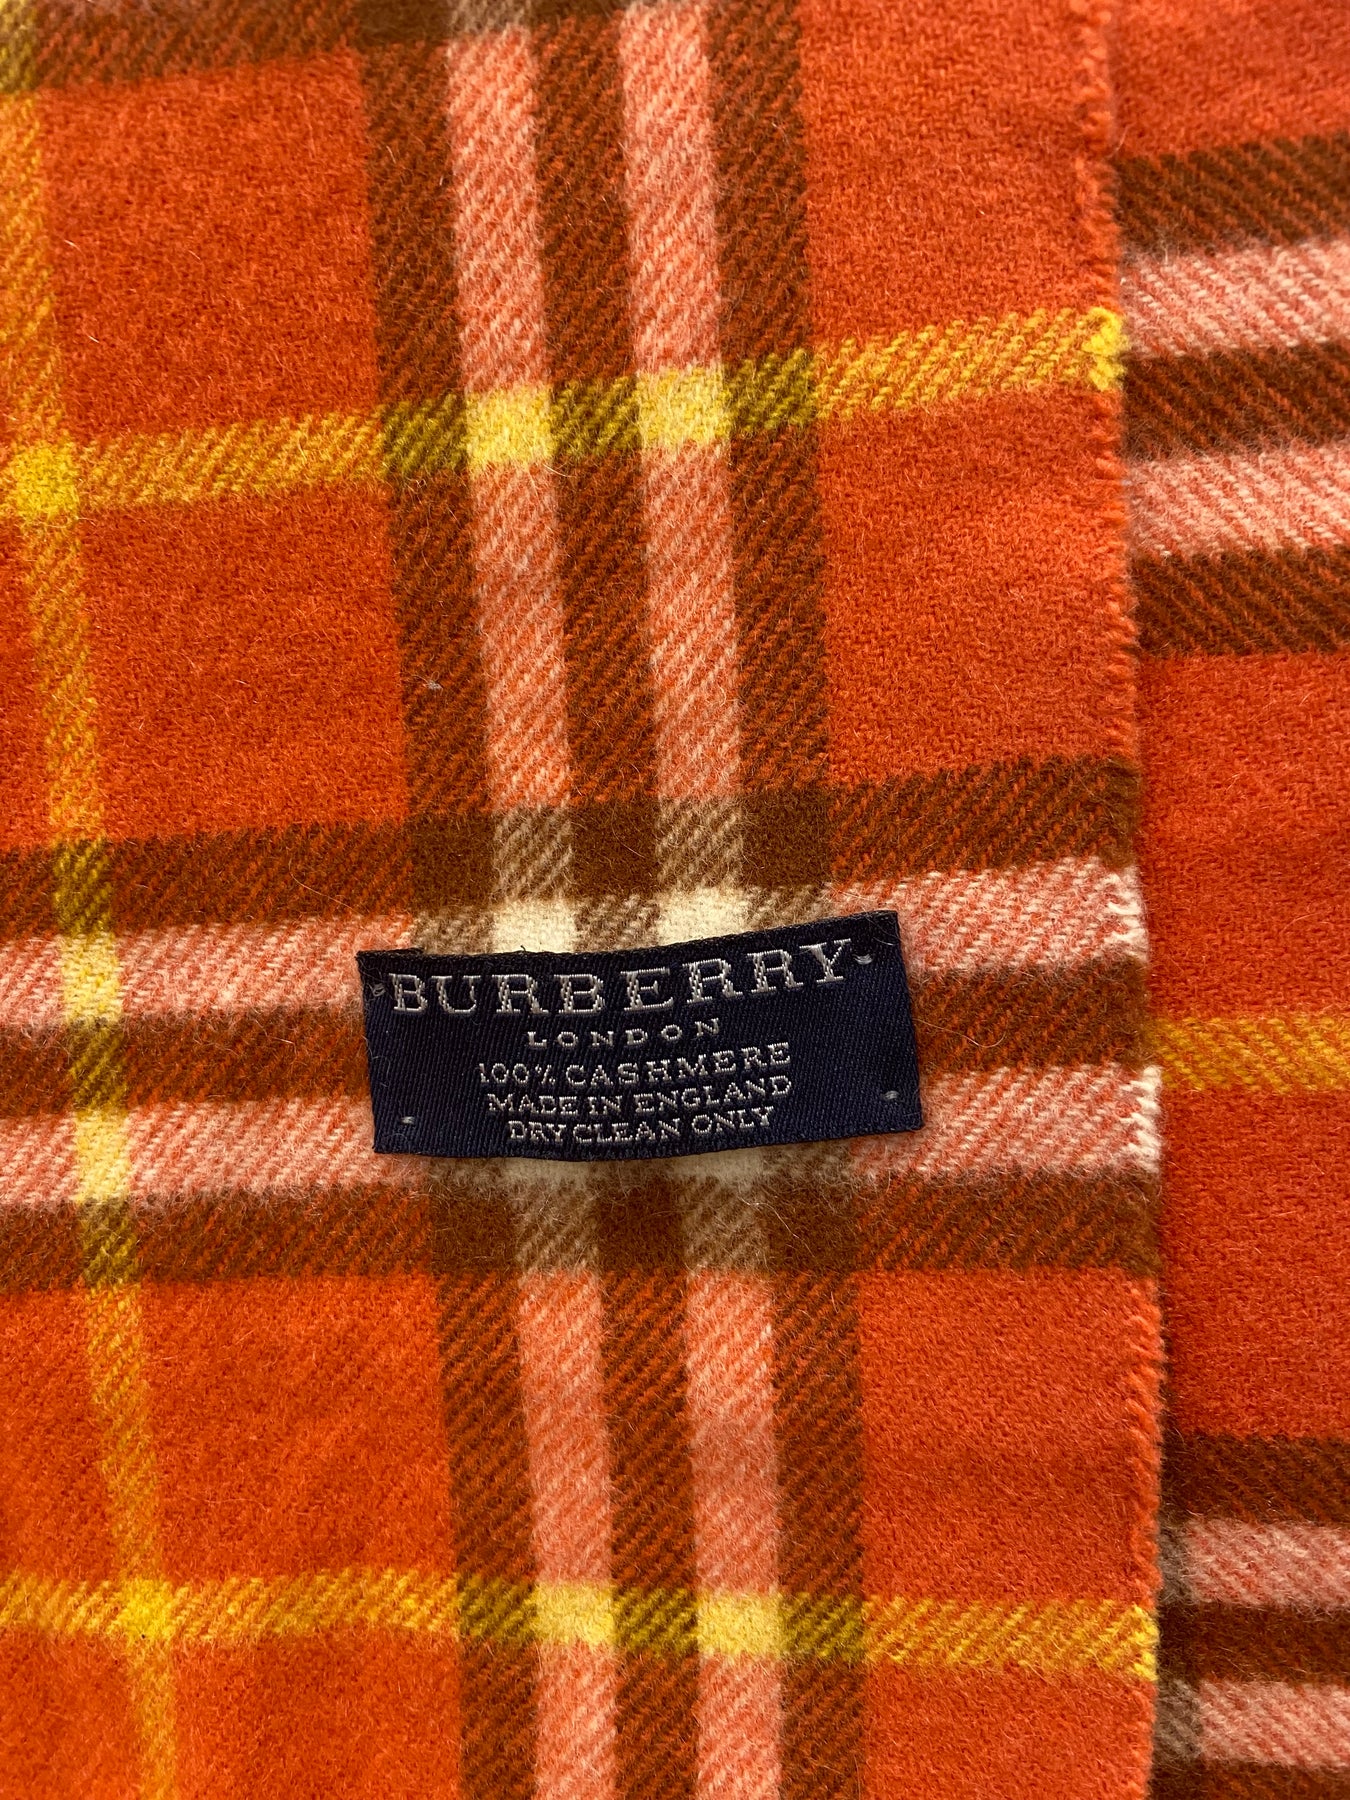 BURBERRY
LONDON
100% CASHMERE
MADE IN ENGLAND
DRY CLEAN ONLY